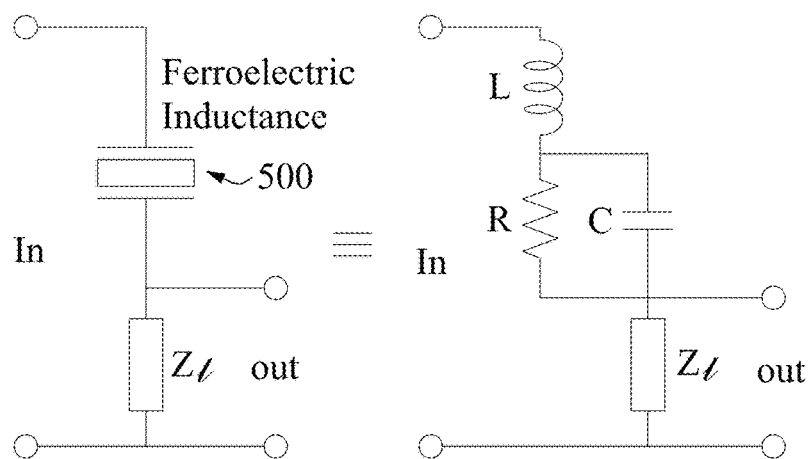 Ferroelectric
Inductance
500
In
Zℓ out
L
R C
In
Zℓ out